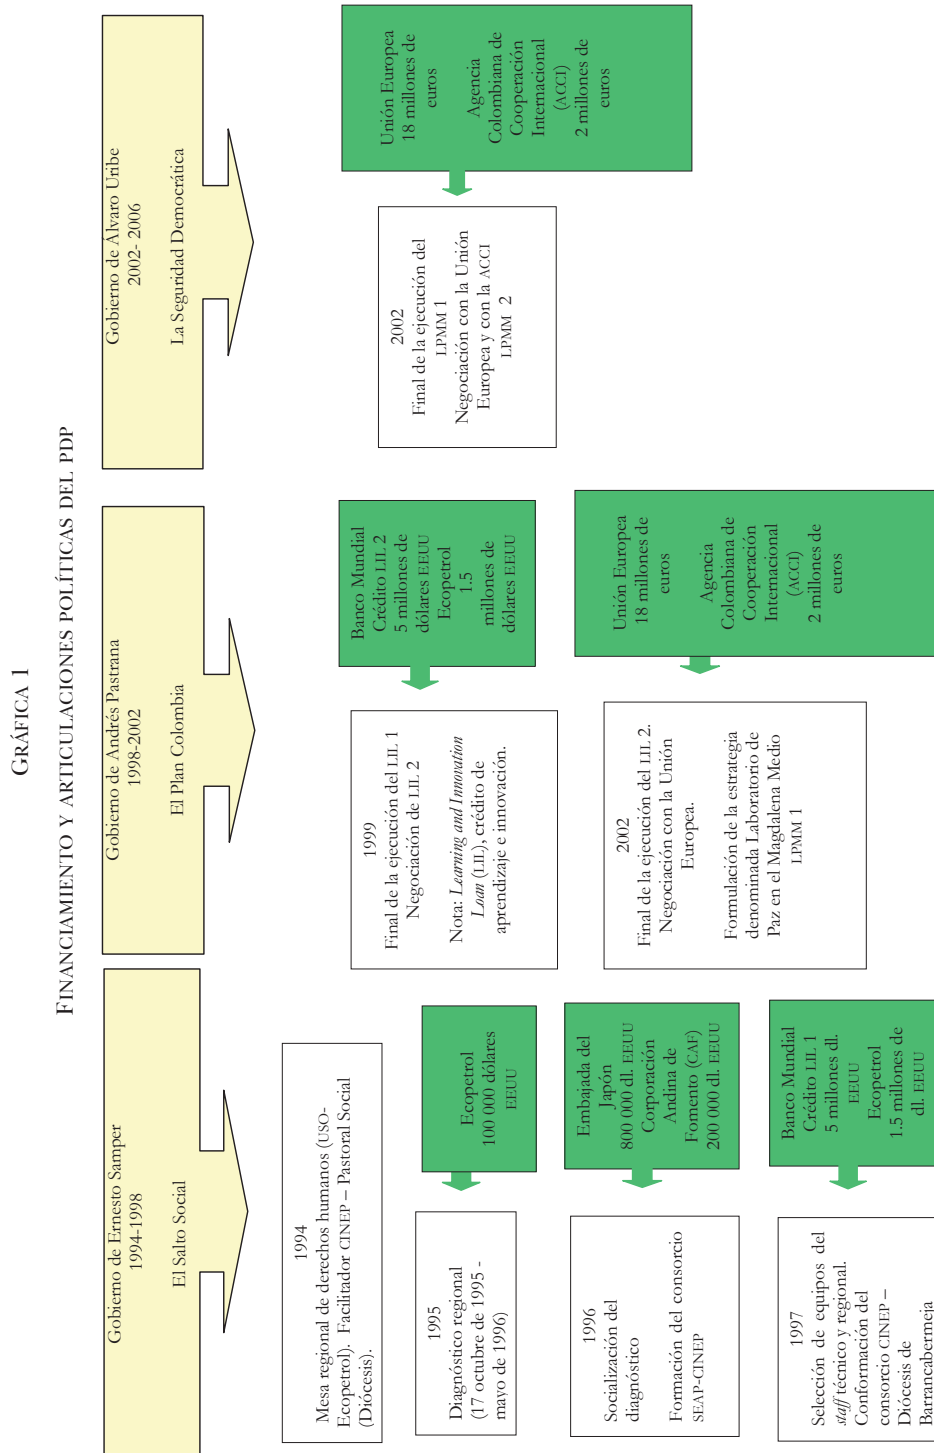 GRÁFICA 1
FINANCIAMIENTO Y ARTICULACIONES POLÍTICAS DEL PDP
Gobierno de Ernesto Samper
1994-1998
El Salto Social
1994
Mesa regional de derechos humanos (USO-
Ecopetrol). Facilitador CINEP – Pastoral Social
(Diócesis).
1995
Diagnóstico regional
(17 octubre de 1995 -
mayo de 1996)
Ecopetrol
100 000 dólares
EEUU
1996
Socialización del
diagnóstico
Formación del consorcio
SEAP-CINEP
Embajada del
Japón
800 000 dl. EEUU
Corporación
Andina de
Fomento (CAF)
200 000 dl. EEUU
1997
Selección de equipos del
staff técnico y regional.
Conformación del
consorcio CINEP –
Diócesis de
Barrancabermeja
Banco Mundial
Crédito LIL 1
5 millones dl.
EEUU
Ecopetrol
1.5 millones de
dl. EEUU
Gobierno de Andrés Pastrana
1998-2002
El Plan Colombia
1999
Final de la ejecución del LIL 1
Negociación de LIL 2
Nota: Learning and Innovation
Loan (LIL), crédito de
aprendizaje e innovación.
Banco Mundial
Crédito LIL 2
5 millones de
dólares EEUU
Ecopetrol
1.5
millones de
dólares EEUU
2002
Final de la ejecución del LIL 2.
Negociación con la Unión
Europea.
Formulación de la estrategia
denominada Laboratorio de
Paz en el Magdalena Medio
LPMM 1
Unión Europea
18 millones de
euros
Agencia
Colombiana de
Cooperación
Internacional
(ACCI)
2 millones de
euros
Gobierno de Álvaro Uribe
2002- 2006
La Seguridad Democrática
2002
Final de la ejecución del
LPMM 1
Negociación con la Unión
Europea y con la ACCI
LPMM 2
Unión Europea
18 millones de
euros
Agencia
Colombiana de
Cooperación
Internacional
(ACCI)
2 millones de
euros